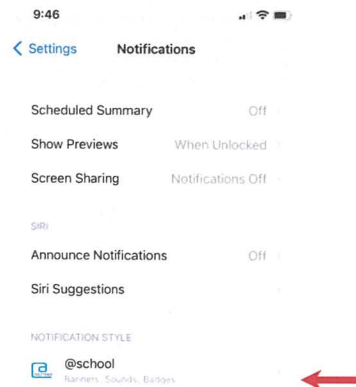 9:46
Settings Notifications
Scheduled Summary Off
Show Previews When Unlocked
Screen Sharing Notifications Off
SIRI
Announce Notifications Off
Siri Suggestions
NOTIFICATION STYLE
@school
Banners, Sounds, Badges